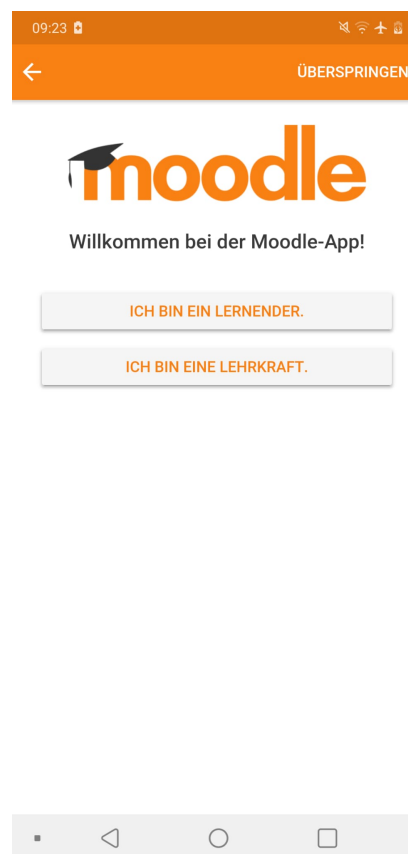 09:23
ÜBERSPRINGEN
moodle
Willkommen bei der Moodle-App!
ICH BIN EIN LERNENDER.
ICH BIN EINE LEHRKRAFT.